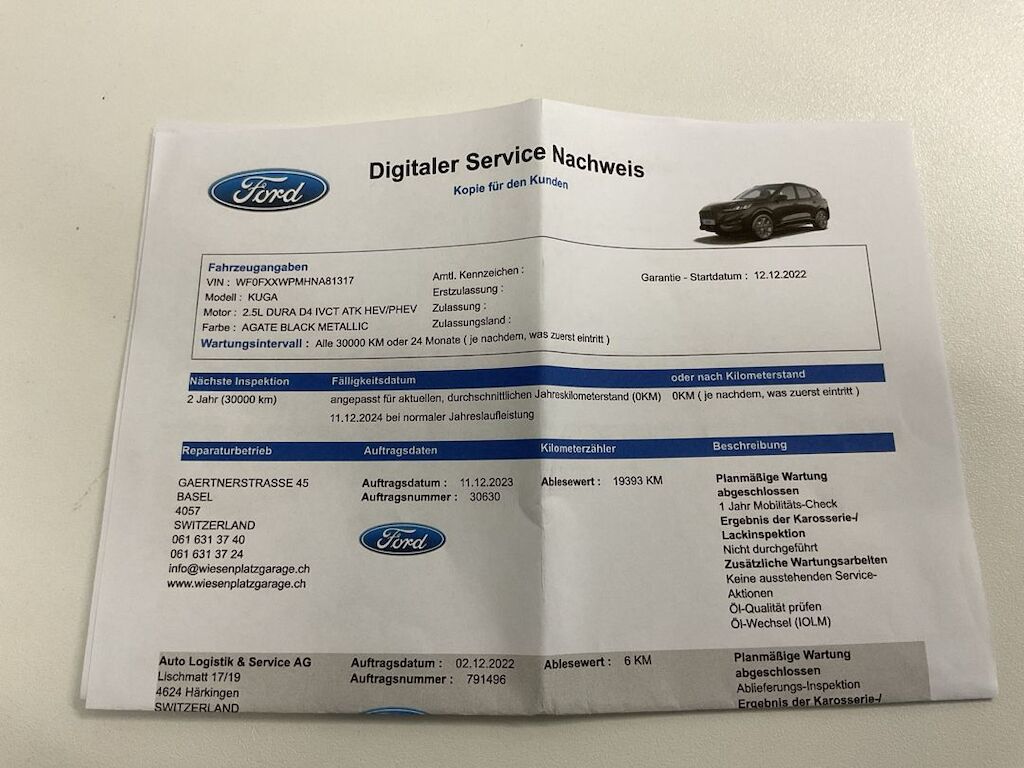 Ford
Digitaler Service Nachweis
Kopie für den Kunden
Fahrzeugangaben
VIN : WF0FXXWPMHNA81317
Modell : KUGA
Motor : 2.5L DURA D4 IVCT ATK HEV/PHEV
Farbe : AGATE BLACK METALLIC
Amtl. Kennzeichen :
Erstzulassung :
Zulassung :
Zulassungsland :
Garantie - Startdatum : 12.12.2022
Wartungsintervall : Alle 30000 KM oder 24 Monate ( je nachdem, was zuerst eintritt )
Nächste Inspektion Fälligkeitsdatum oder nach Kilometerstand
2 Jahr (30000 km) angepasst für aktuellen, durchschnittlichen Jahreskilometerstand (0KM) 0KM ( je nachdem, was zuerst eintritt )
11.12.2024 bei normaler Jahreslaufleistung
Reparaturbetrieb Auftragsdaten Kilometerzähler Beschreibung
GAERTNERSTRASSE 45
BASEL
4057
SWITZERLAND
061 631 37 40
061 631 37 24
info@wiesenplatzgarage.ch
www.wiesenplatzgarage.ch
Auftragsdatum : 11.12.2023
Auftragsnummer : 30630
Ford
Ablesewert : 19393 KM
Planmäßige Wartung
abgeschlossen
1 Jahr Mobilitäts-Check
Ergebnis der Karosserie-/
Lackinspektion
Nicht durchgeführt
Zusätzliche Wartungsarbeiten
Keine ausstehenden Service-
Aktionen
Öl-Qualität prüfen
Öl-Wechsel (IOLM)
Auto Logistik & Service AG
Lischmatt 17/19
4624 Härkingen
SWITZERLAND
Auftragsdatum : 02.12.2022
Auftragsnummer : 791496
Ablesewert : 6 KM
Planmäßige Wartung
abgeschlossen
Ablieferungs-Inspektion
Ergebnis der Karosserie-/